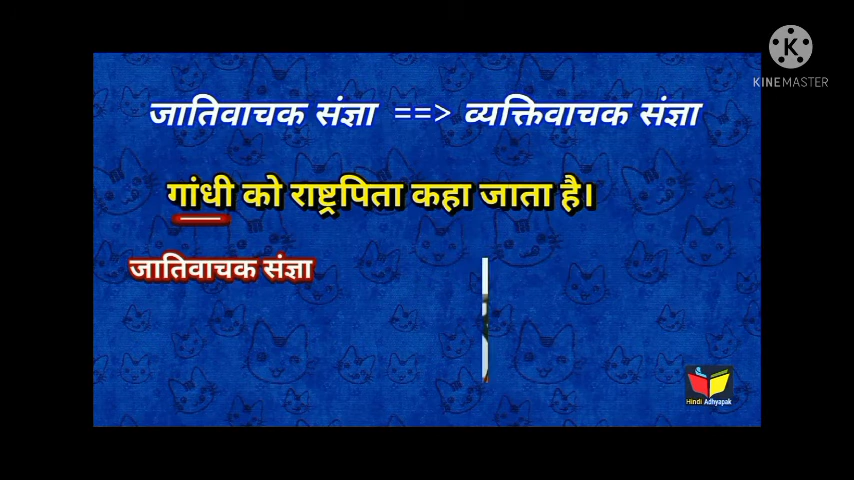 KINEMASTER
जातिवाचक संज्ञा ==> व्यक्तिवाचक संज्ञा
गांधी को राष्ट्रपिता कहा जाता है।
जातिवाचक संज्ञा
Hindi Adhyapak